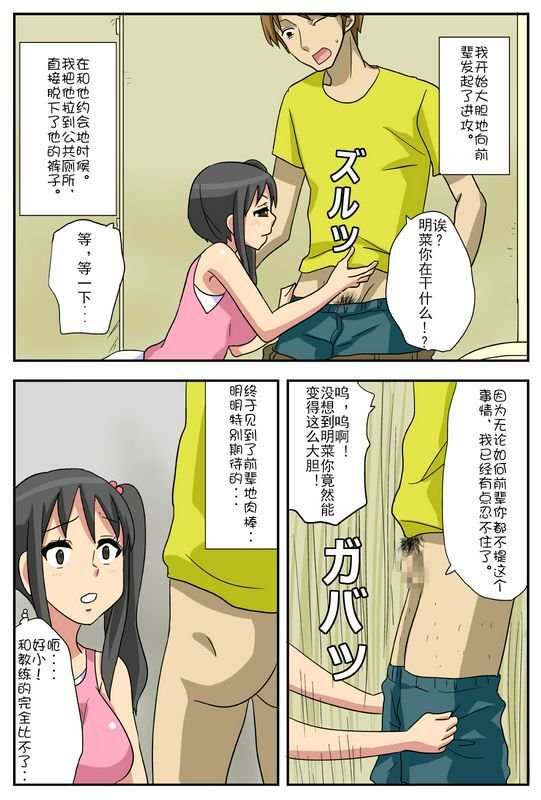 我开始大胆地向前
辈发起了进攻。
诶？
明菜你在干什么！？
ズルッ
在和他约会地时候。
我把他拉到公共厕所，
直接脱下了他的裤子。
等，等一下...
因为无论如何前辈你都不提这个
事情，我已经有点忍不住了。
呜，呜啊！
没想到明菜你竟然能
变得这么大胆！
ガバッ
终于见到了前辈地肉棒..
明明特别期待的...
呃...
好小！
和教练的完全比不了..